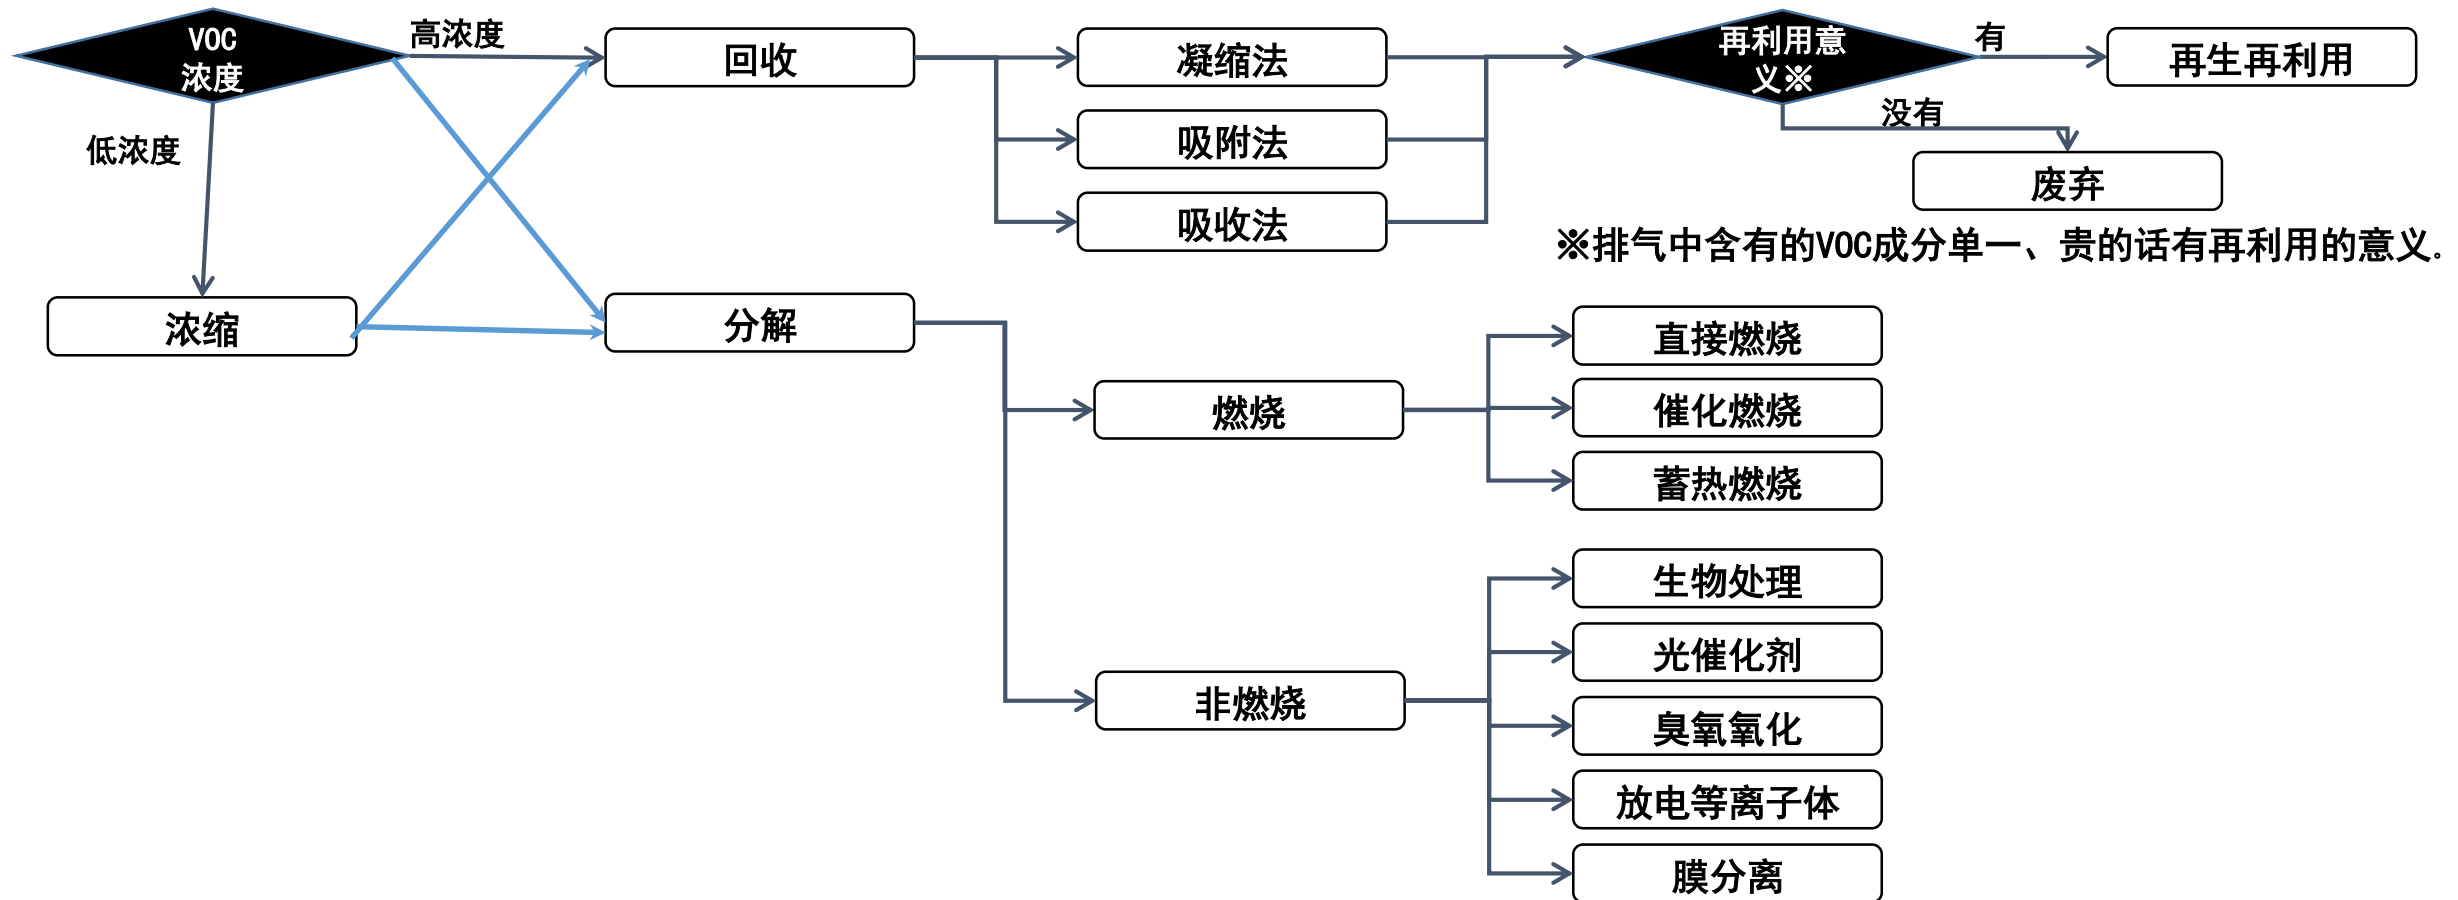 VOC
浓度
高浓度
低浓度
浓缩
回收
分解
凝缩法
吸附法
吸收法
再利用意
义※
有
没有
再生再利用
废弃
※排气中含有的VOC成分单一、贵的话有再利用的意义。
燃烧
直接燃烧
催化燃烧
蓄热燃烧
非燃烧
生物处理
光催化剂
臭氧氧化
放电等离子体
膜分离